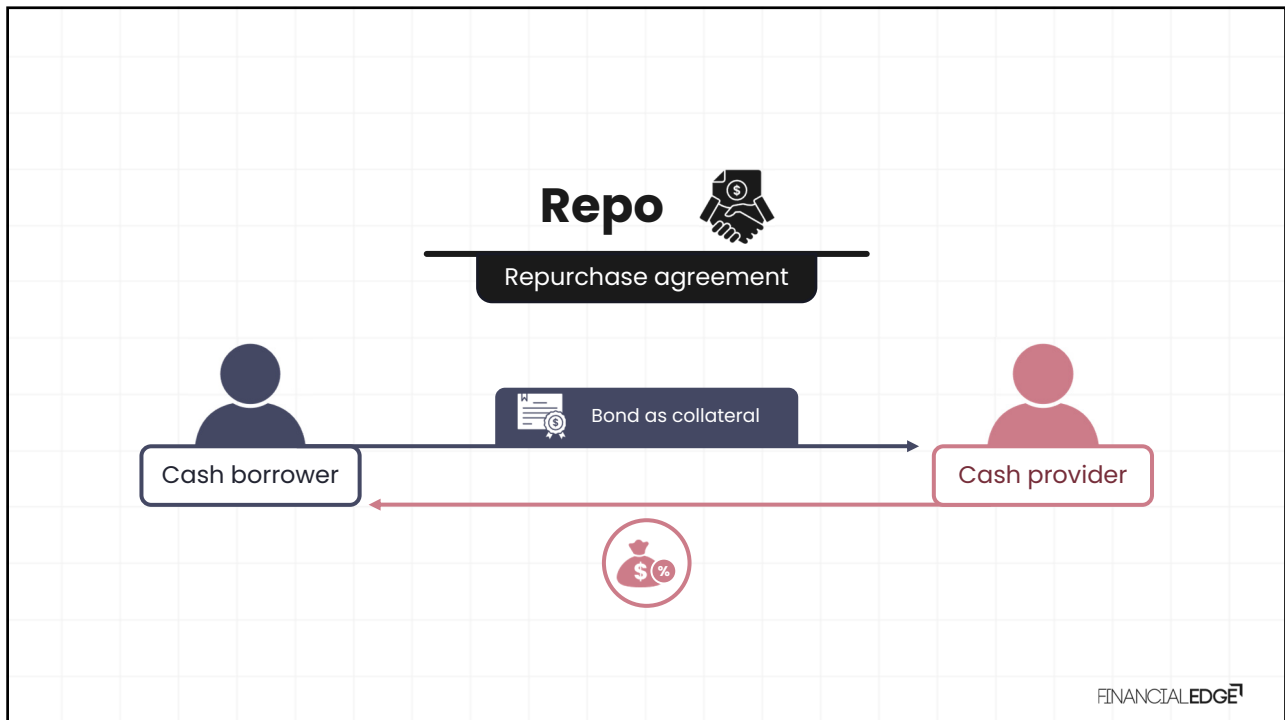 Repo
$
Repurchase agreement
$
Bond as collateral
Cash borrower
Cash provider
$ %
FINANCIALEDGE